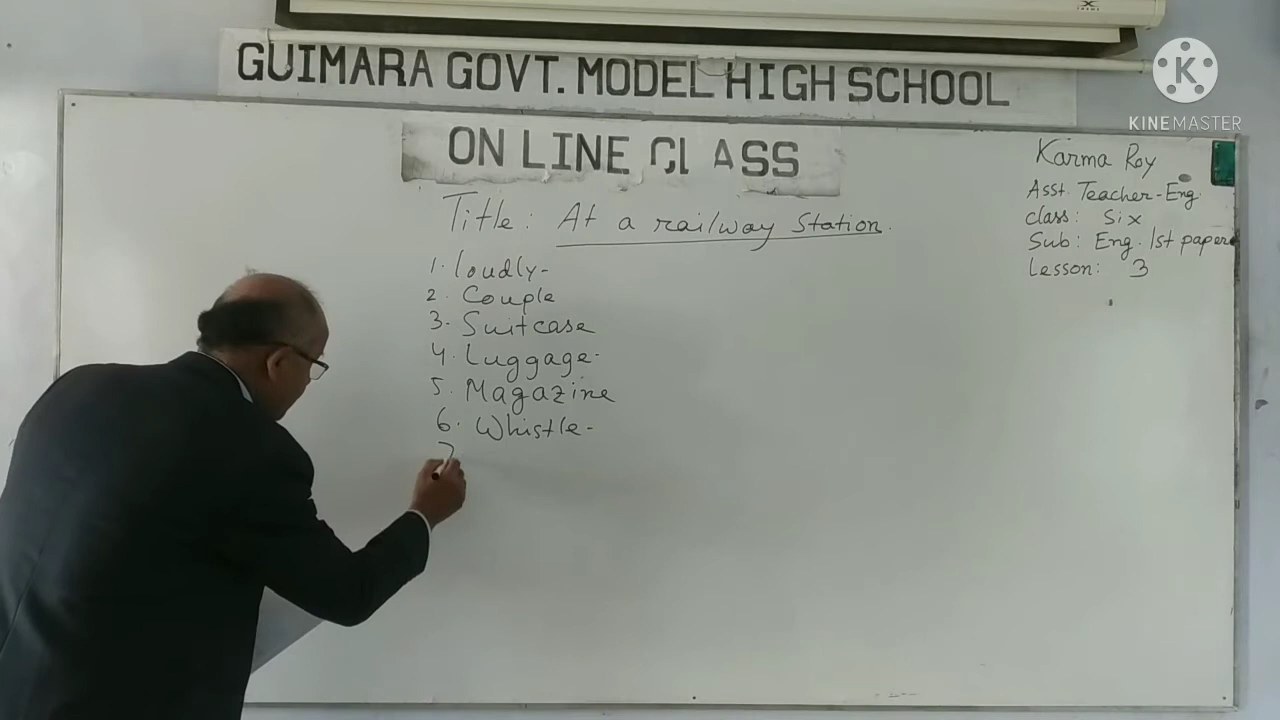 GUIMARA GOVT. MODEL HIGH SCHOOL
K
KINEMASTER
ON LINE CLASS
Karma Roy
Asst. Teacher-Eng.
class: Six
Sub: Eng. 1st paper
Lesson: 3
Title: At a railway Station.
1. loudly-
2. Couple
3. Suitcase
4. Luggage-
5. Magazine
6. Whistle-
7